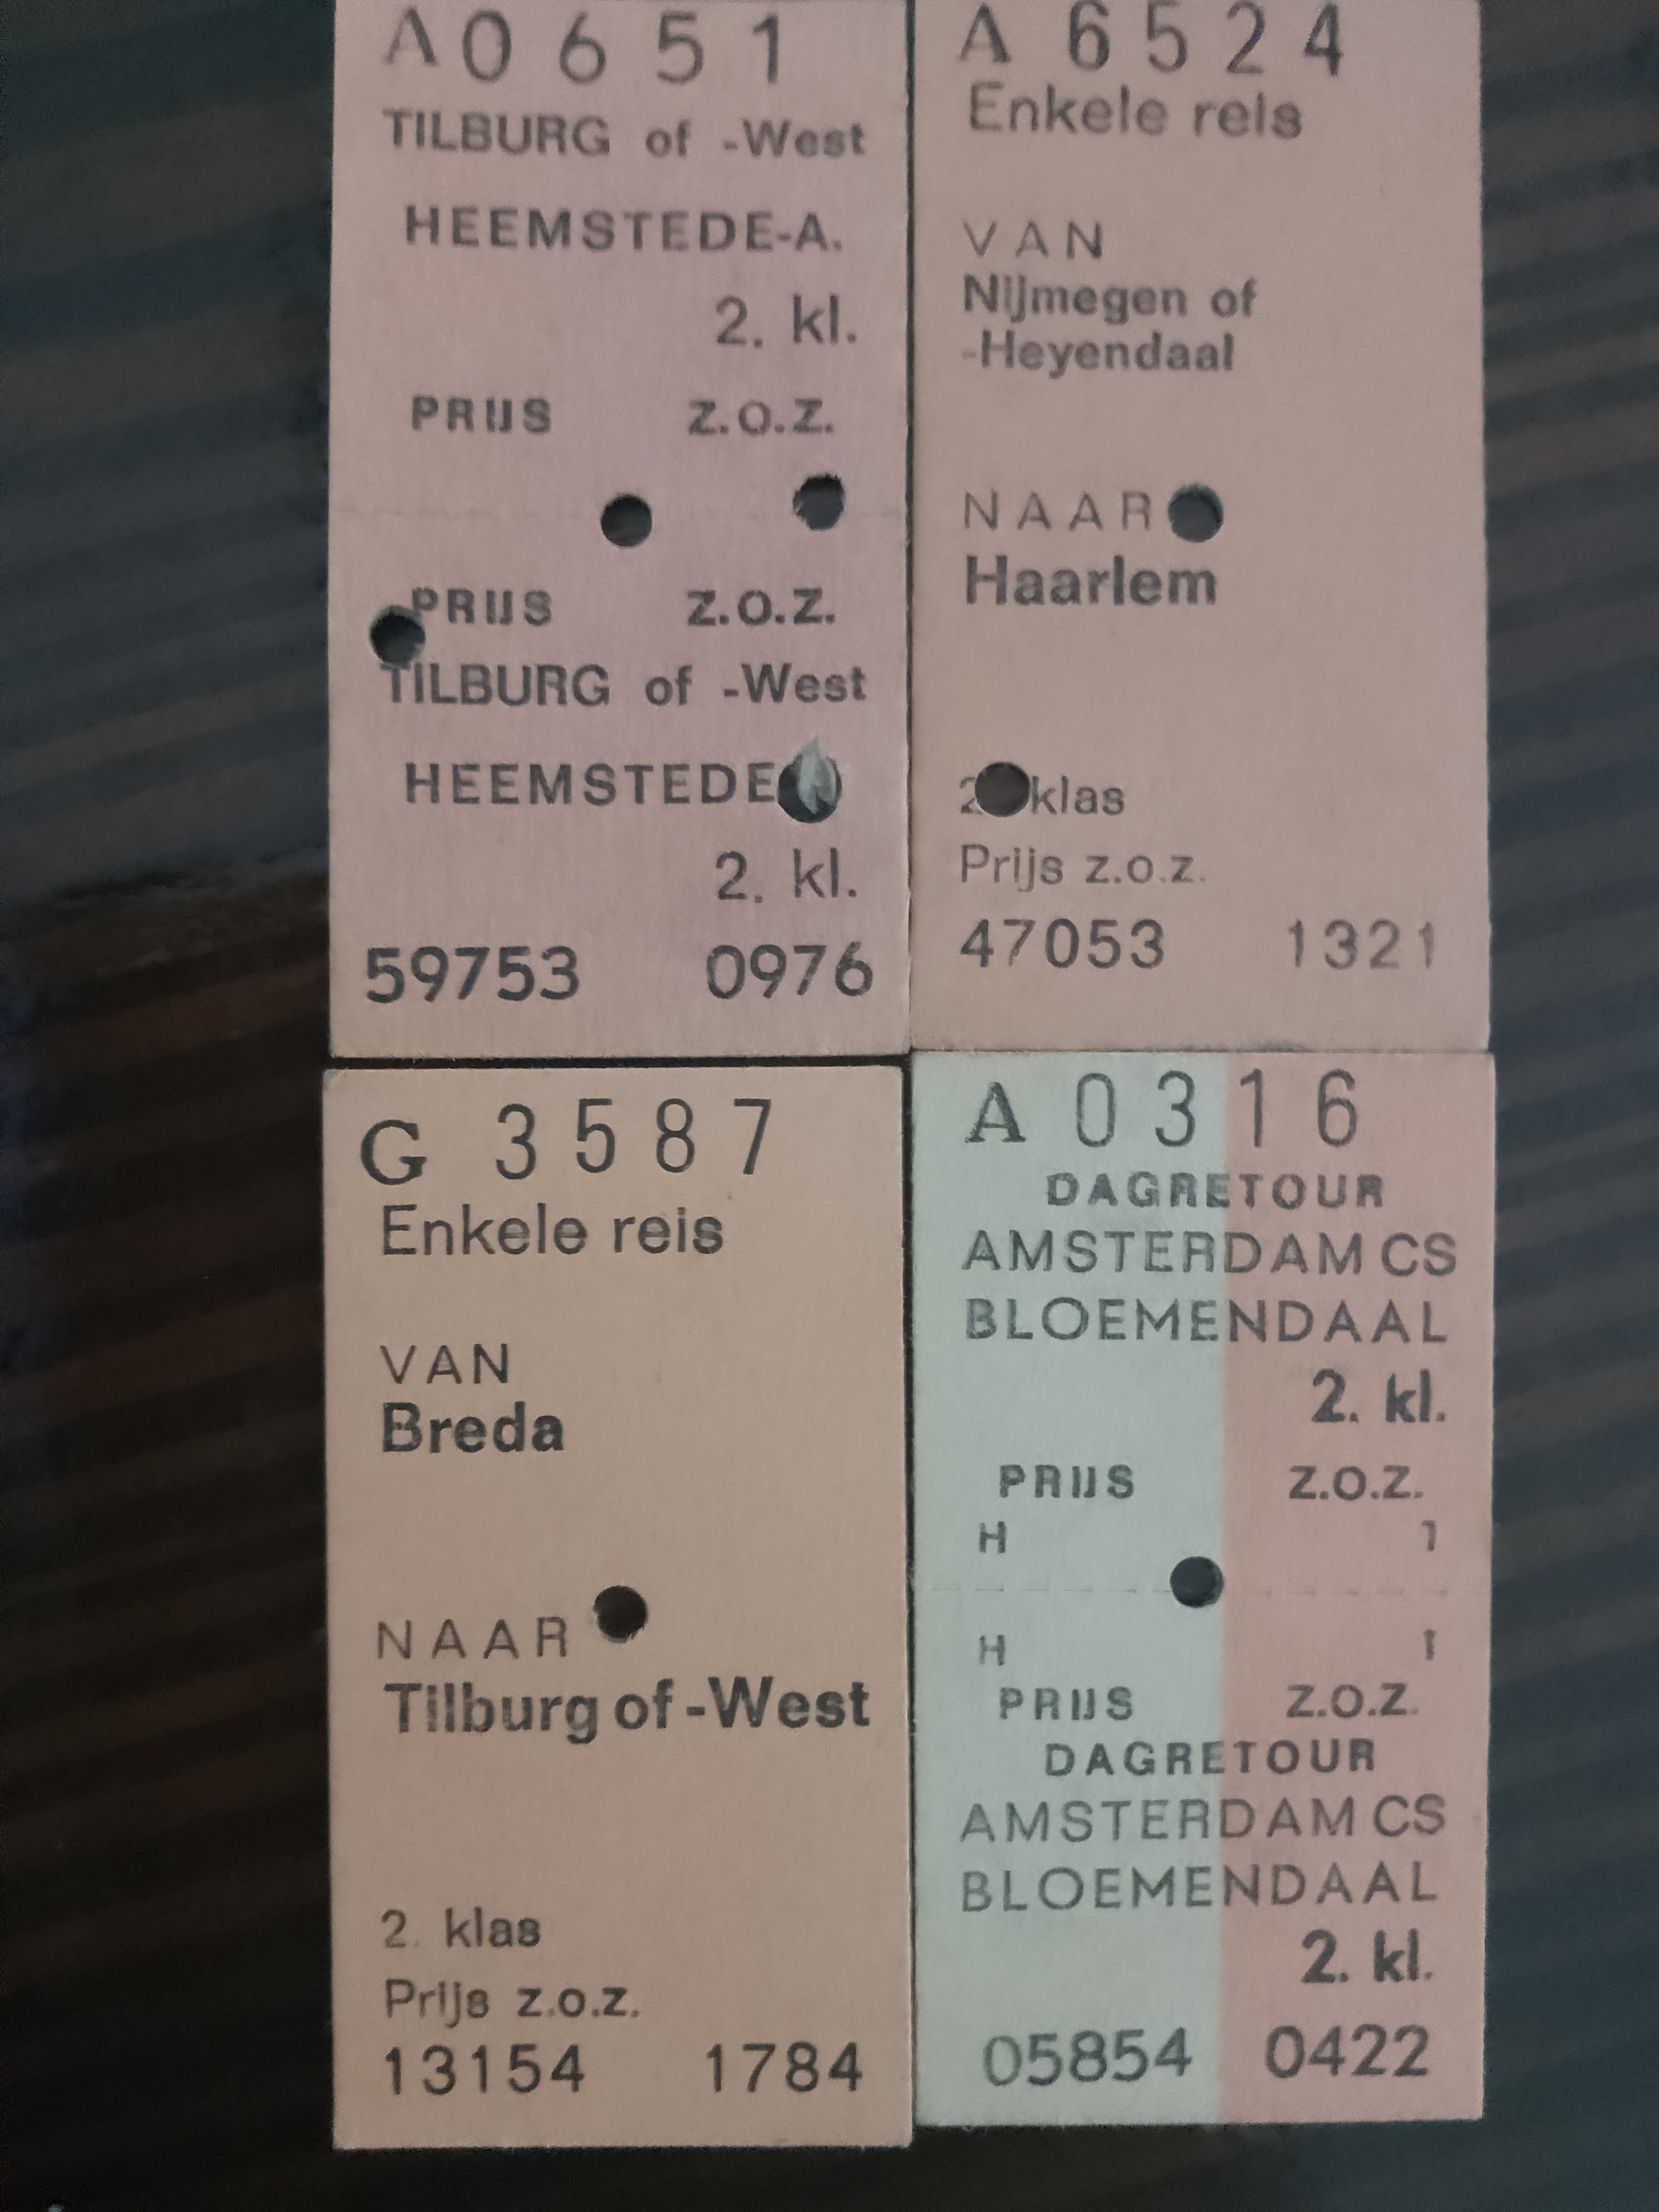 A 0651
TILBURG of -West
HEEMSTEDE-A.
2. kl.
PRIJS z.o.z.
PRIJS z.o.z.
TILBURG of -West
HEEMSTEDE
2. kl.
59753 0976
A 6524
Enkele reis
VAN
Nijmegen of
-Heyendaal
NAAR
Haarlem
2 klas
Prijs z.o.z.
47053 1321
G 3587
Enkele reis
VAN
Breda
NAAR
Tilburg of -West
2. klas
Prijs z.o.z.
13154 1784
A 0316
DAGRETOUR
AMSTERDAM CS
BLOEMENDAAL
2. kl.
PRIJS z.o.z.
H 1
H 1
PRIJS z.o.z.
DAGRETOUR
AMSTERDAM CS
BLOEMENDAAL
2. kl.
05854 0422